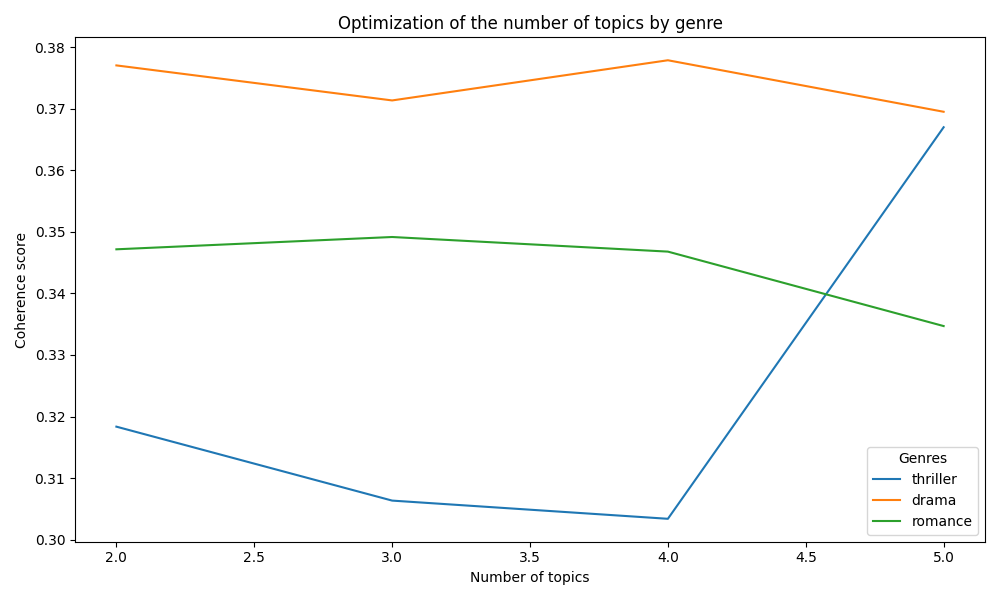 Optimization of the number of topics by genre
Coherence score
0.38
0.37
0.36
0.35
0.34
0.33
0.32
0.31
0.30
2.0 2.5 3.0 3.5 4.0 4.5 5.0
Number of topics
Genres
thriller
drama
romance